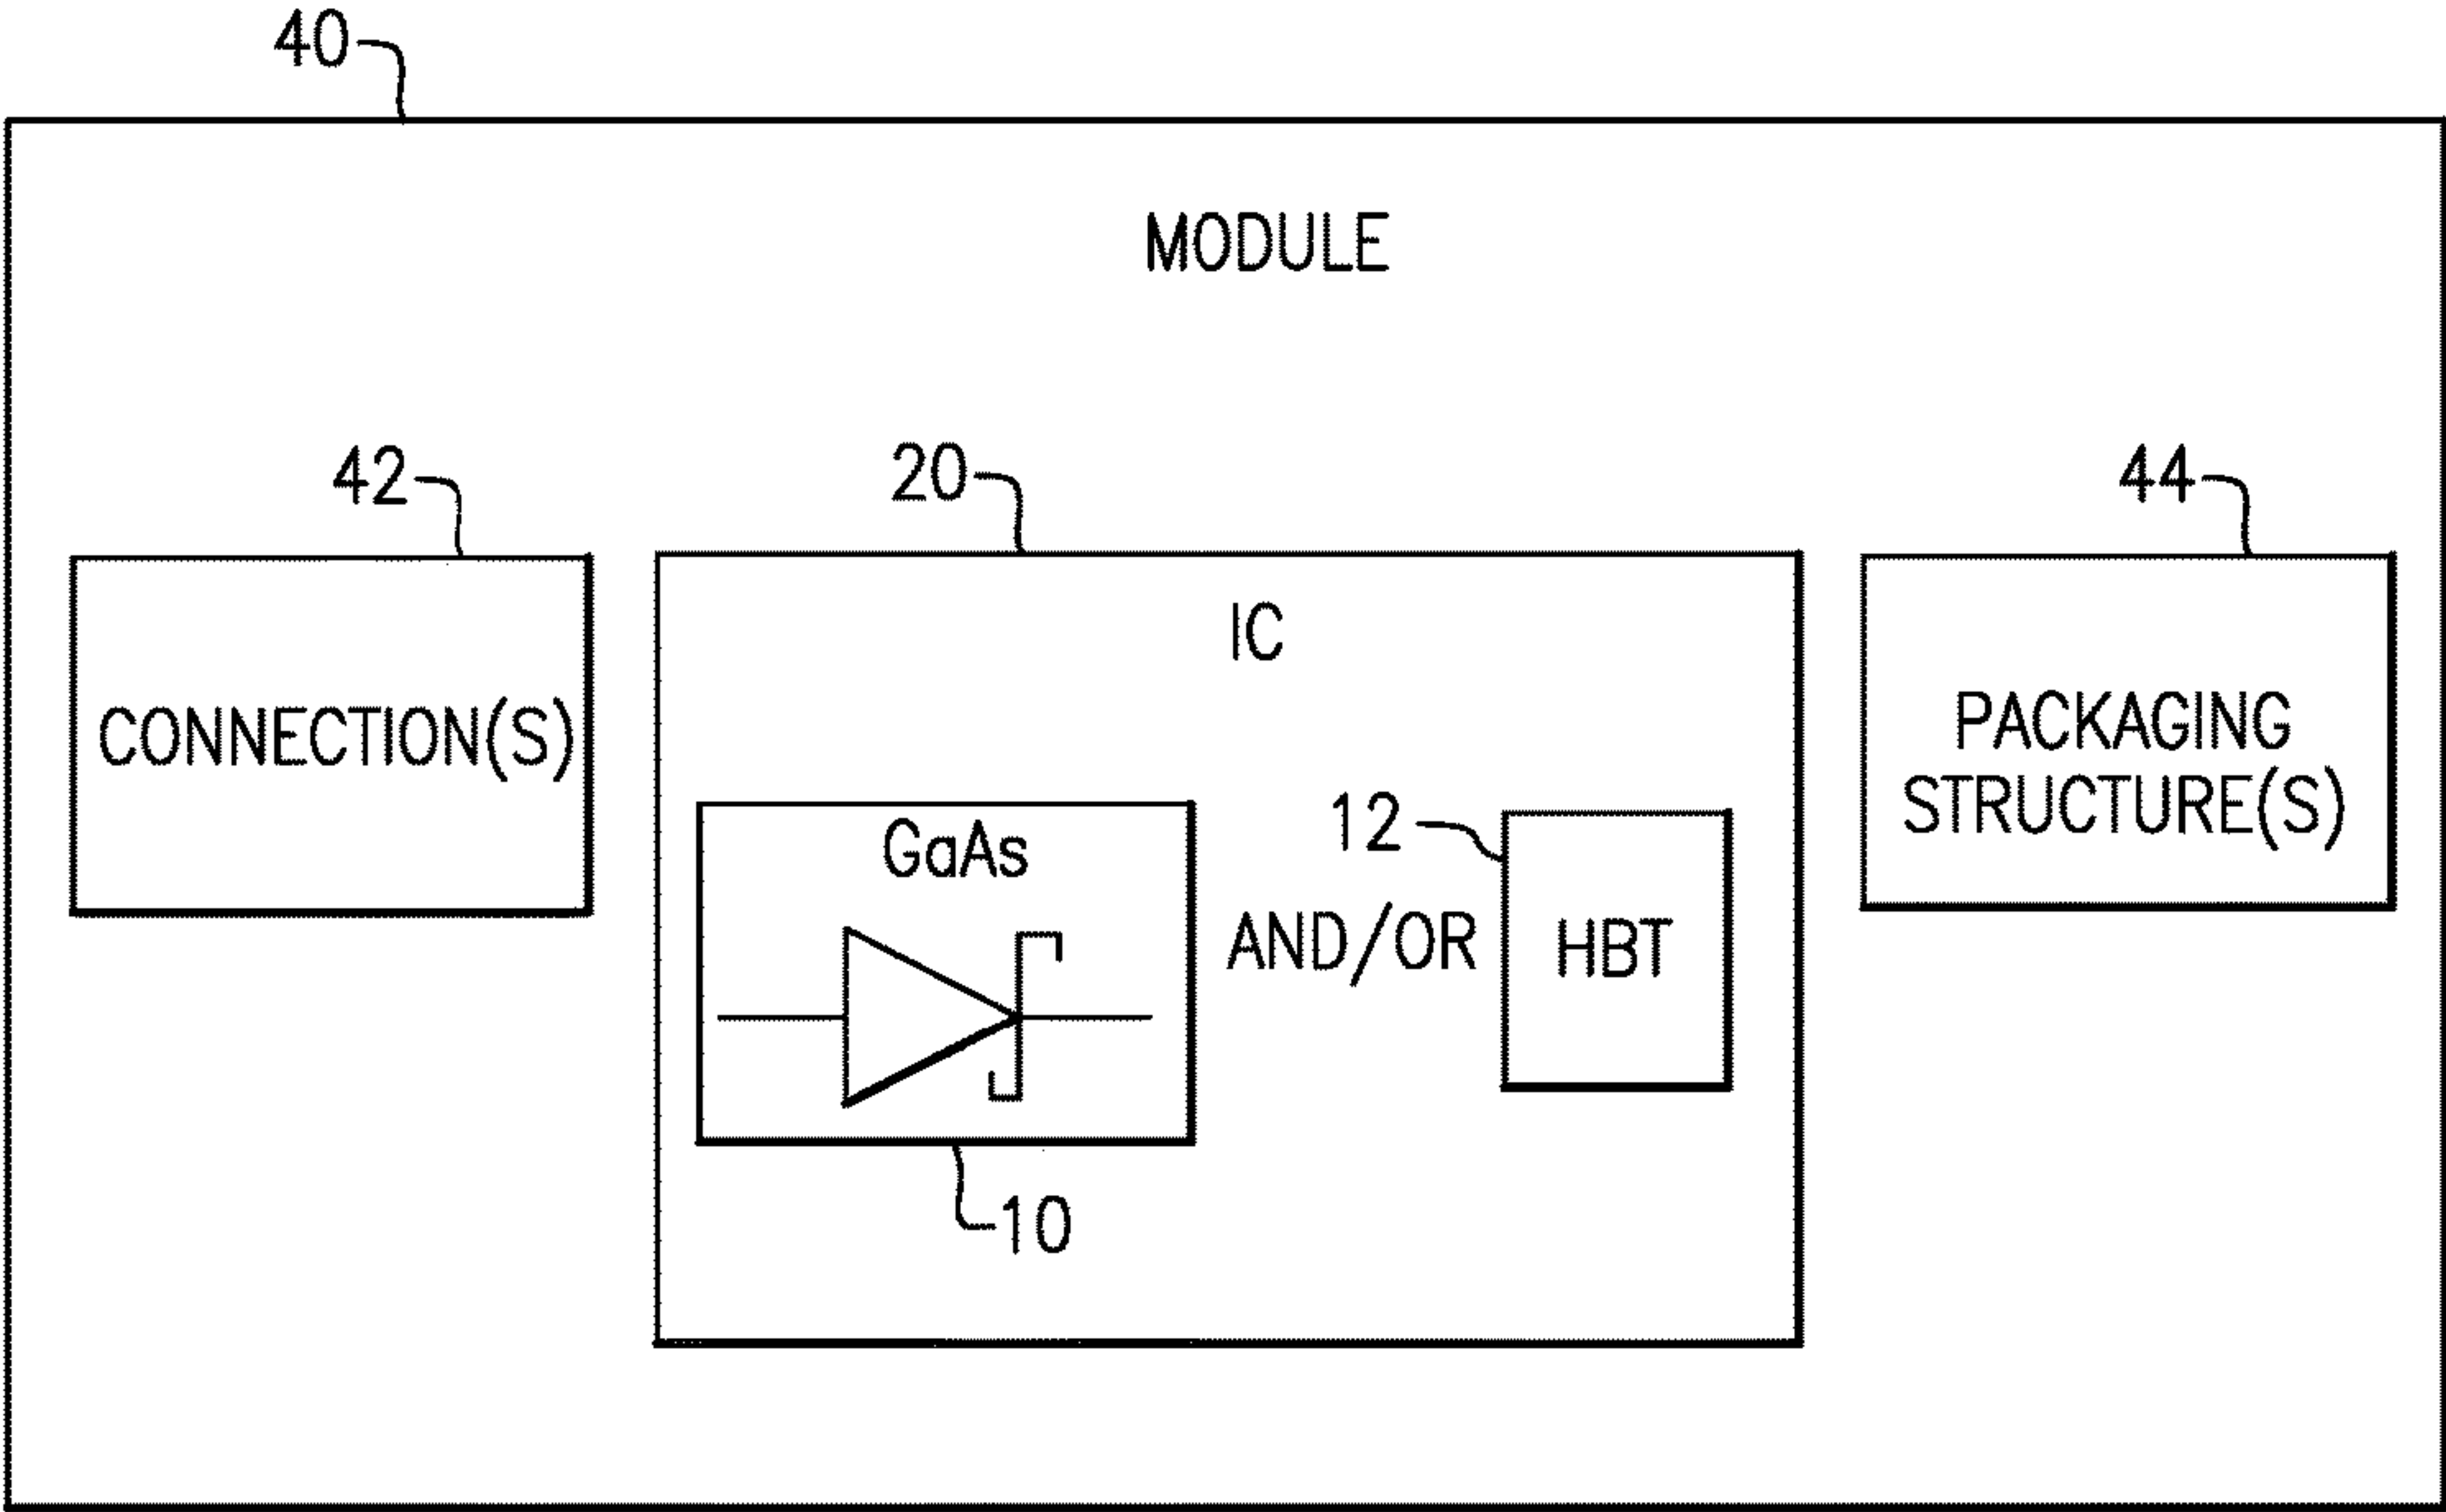 40
MODULE
42
20
44
IC
CONNECTION(S)
PACKAGING
STRUCTURE(S)
GaAs
12
AND/OR
HBT
10